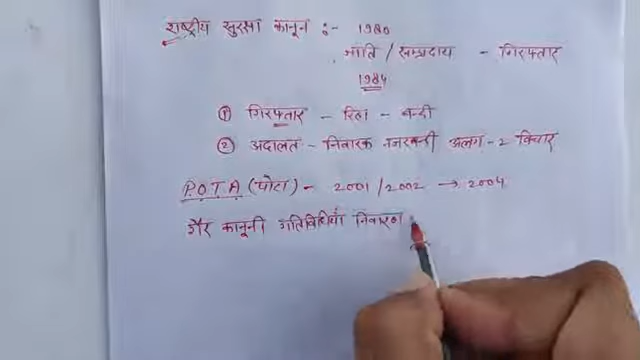 राष्ट्रीय सुरक्षा कानून :- 1980
जाति / सम्प्रदाय - गिरफ्तार
1984
① गिरफ्तार - रिहा - बन्दी
② अदालत - निवारक नजरबन्दी अलग - 2 विचार
P.O.T.A (पोटा) - 2001/2002 → 2004
गैर कानूनी गतिविधियाँ निवारण